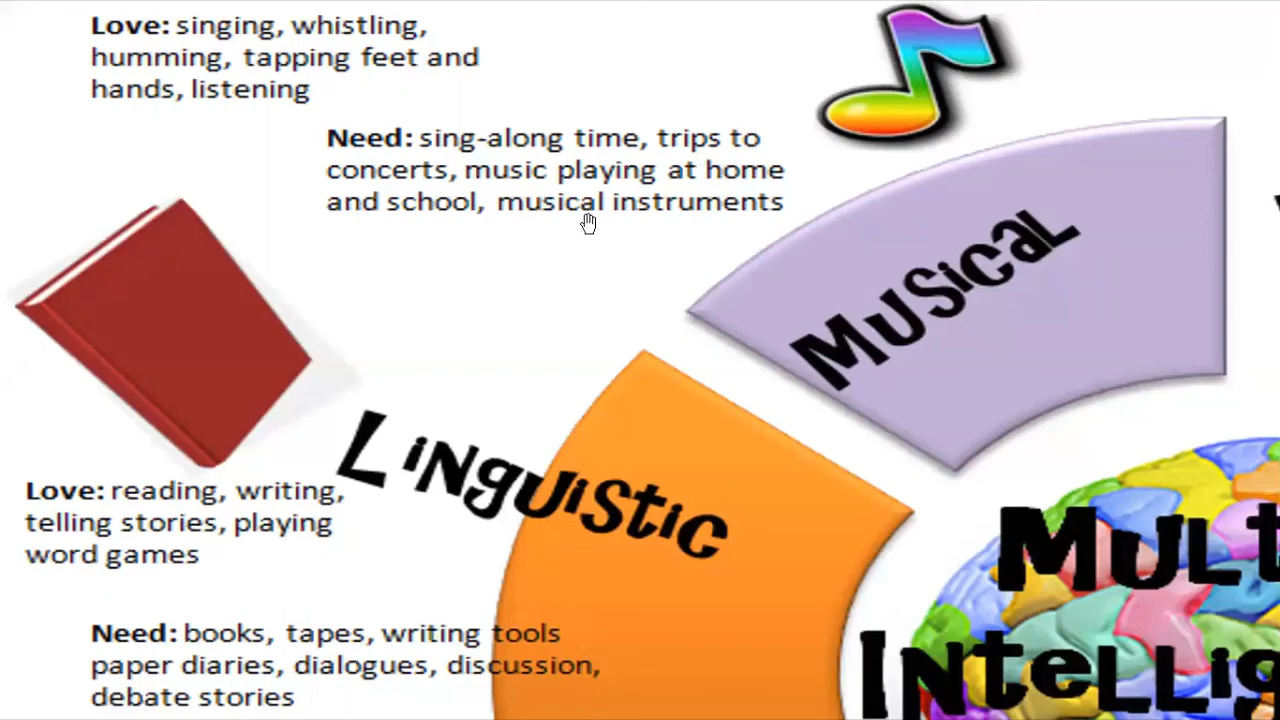 Love: singing, whistling,
humming, tapping feet and
hands, listening
Need: sing-along time, trips to
concerts, music playing at home
and school, musical instruments
Musical
Linguistic
Love: reading, writing,
telling stories, playing
word games
Need: books, tapes, writing tools
paper diaries, dialogues, discussion,
debate stories